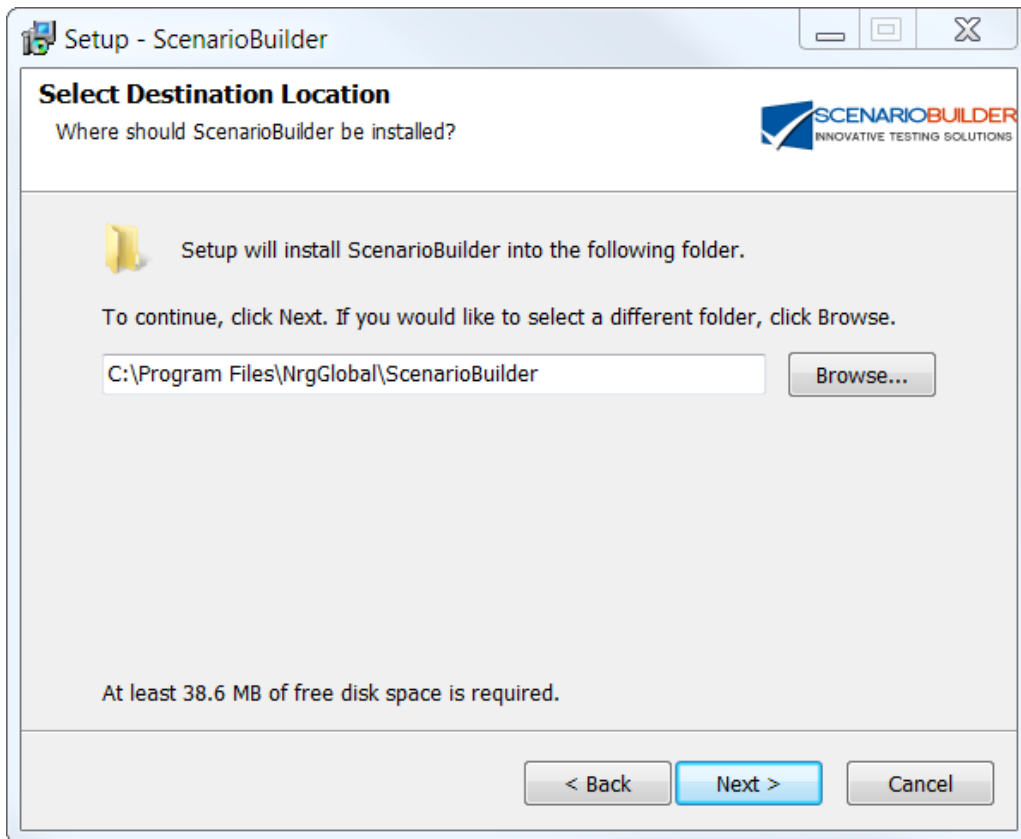 Setup - ScenarioBuilder
Select Destination Location
Where should ScenarioBuilder be installed?
SCENARIOBUILDER
INNOVATIVE TESTING SOLUTIONS
Setup will install ScenarioBuilder into the following folder.
To continue, click Next. If you would like to select a different folder, click Browse.
C:\Program Files\NrgGlobal\ScenarioBuilder
Browse...
At least 38.6 MB of free disk space is required.
< Back Next > Cancel